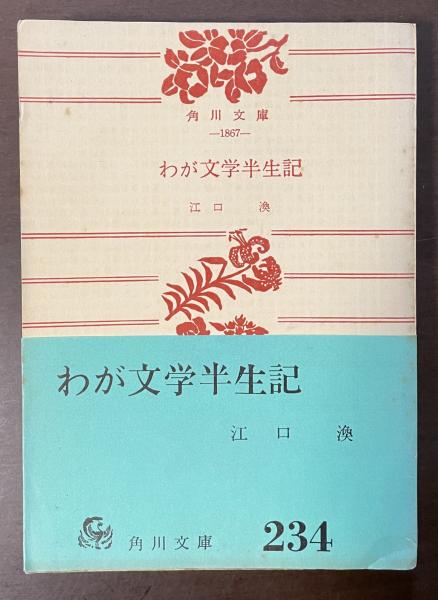 角川文庫
—1867—
わが文学半生記
江口 渙
わが文学半生記
江口 渙
角川文庫 234